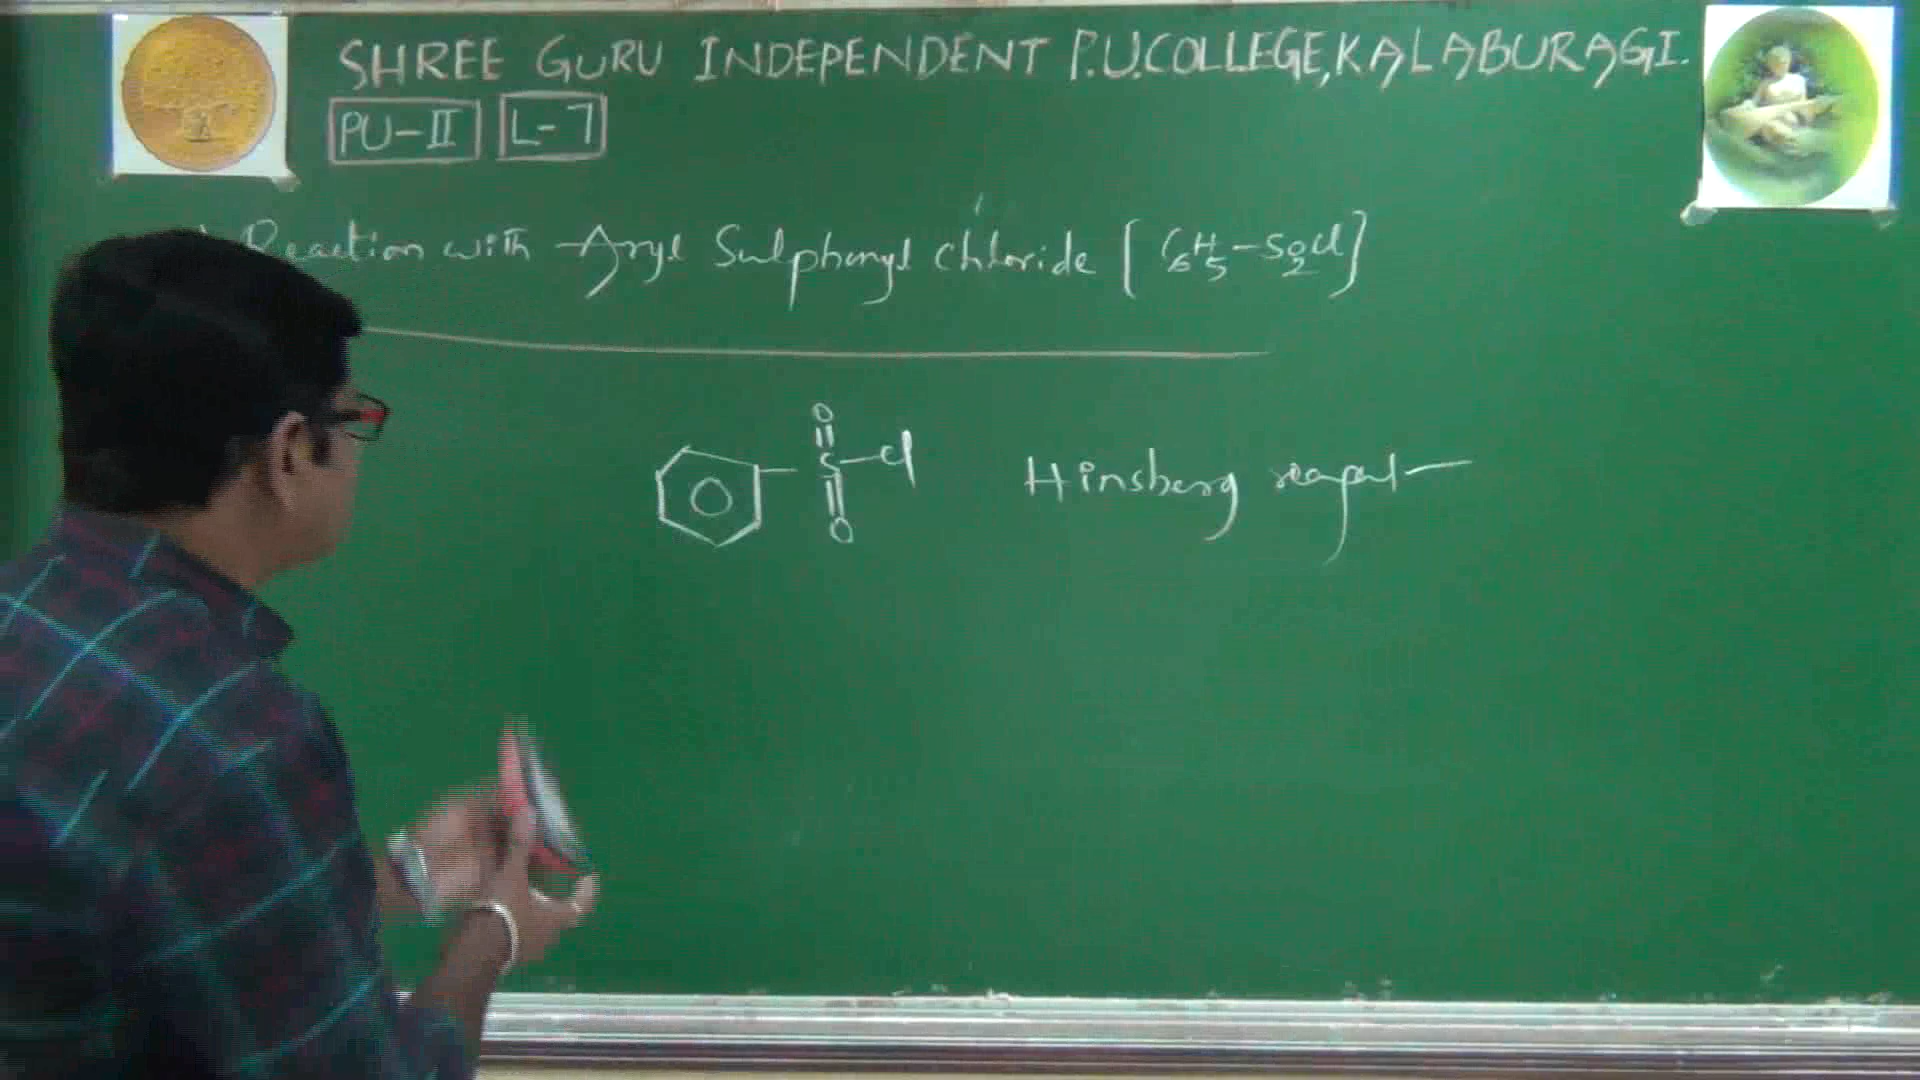 SHREE GURU INDEPENDENT P.U.COLLEGE, KALABURAGI.
PU-II L-7
Reaction with Aryl Sulphonyl chloride [C6H5-SO2Cl]
O
S-Cl
O
O
Hinsberg reagent